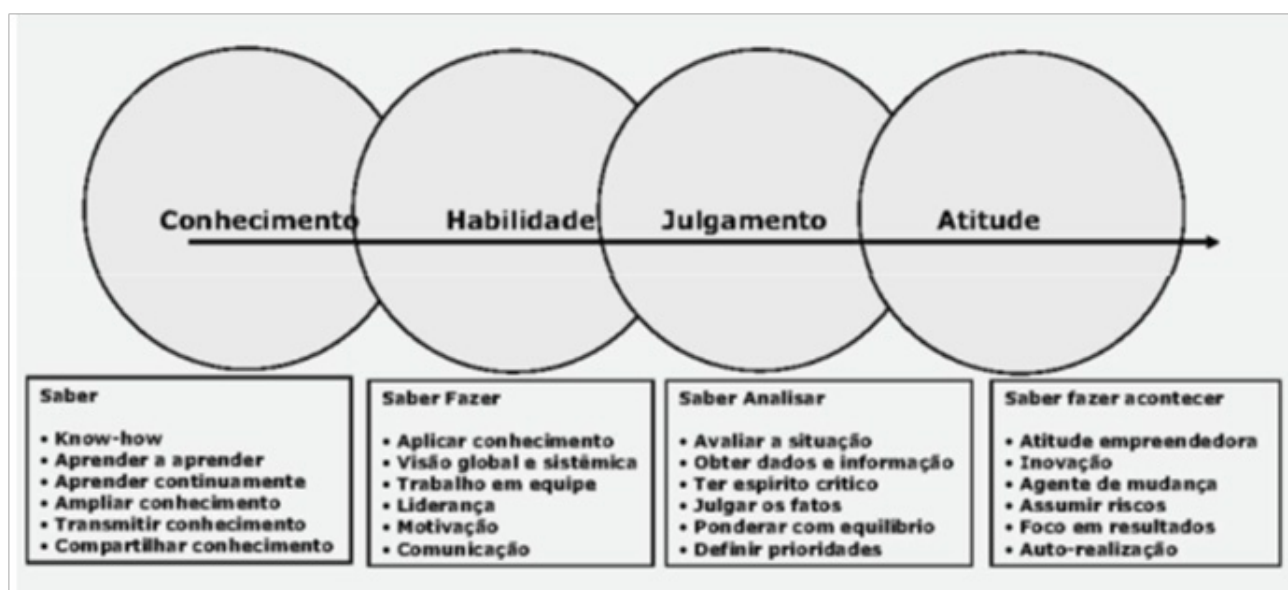 Conhecimento
Habilidade
Julgamento
Atitude
Saber
• Know-how
• Aprender a aprender
• Aprender continuamente
• Ampliar conhecimento
• Transmitir conhecimento
• Compartilhar conhecimento
Saber Fazer
• Aplicar conhecimento
• Visão global e sistêmica
• Trabalho em equipe
• Liderança
• Motivação
• Comunicação
Saber Analisar
• Avaliar a situação
• Obter dados e informação
• Ter espirito critico
• Julgar os fatos
• Ponderar com equilibrio
• Definir prioridades
Saber fazer acontecer
• Atitude empreendedora
• Inovação
• Agente de mudança
• Assumir riscos
• Foco em resultados
• Auto-realização